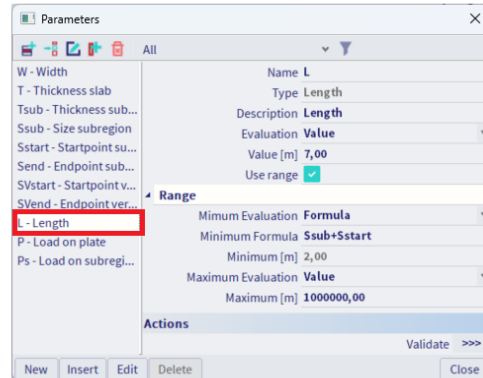 Parameters
All
W - Width
T - Thickness slab
Tsub - Thickness sub...
Ssub - Size subregion
Sstart - Startpoint su...
Send - Endpoint sub...
SVstart - Startpoint v...
SVend - Endpoint ver...
L - Length
P - Load on plate
Ps - Load on subregi...
Name L
Type Length
Description Length
Evaluation Value
Value [m] 7,00
Use range
Range
Mimum Evaluation Formula
Minimum Formula Ssub+Sstart
Minimum [m] 2,00
Maximum Evaluation Value
Maximum [m] 1000000,00
Actions
Validate >>>
New Insert Edit Delete Close